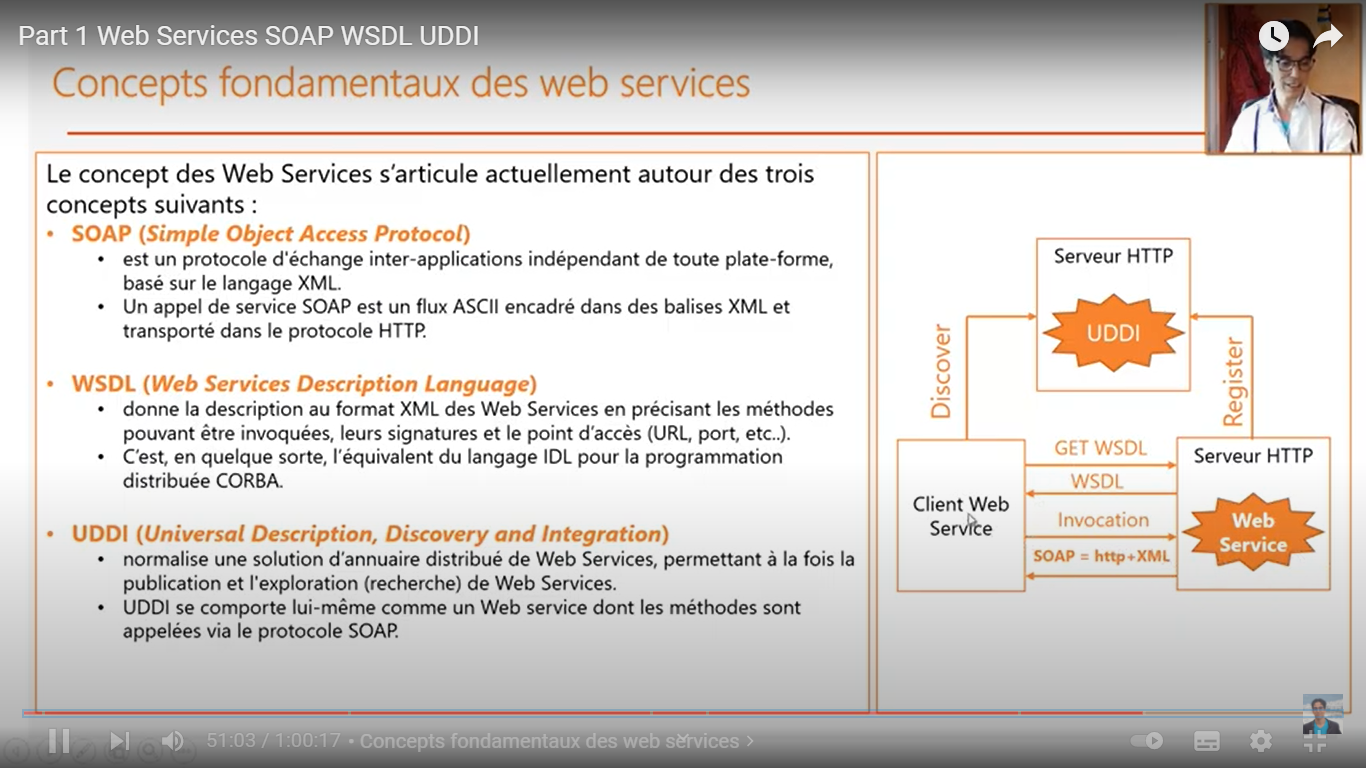 Part 1 Web Services SOAP WSDL UDDI
Concepts fondamentaux des web services
Le concept des Web Services s'articule actuellement autour des trois
concepts suivants :
• SOAP (Simple Object Access Protocol)
• est un protocole d'échange inter-applications indépendant de toute plate-forme,
basé sur le langage XML.
• Un appel de service SOAP est un flux ASCII encadré dans des balises XML et
transporté dans le protocole HTTP.
• WSDL (Web Services Description Language)
• donne la description au format XML des Web Services en précisant les méthodes
pouvant être invoquées, leurs signatures et le point d'accès (URL, port, etc..).
• C'est, en quelque sorte, l'équivalent du langage IDL pour la programmation
distribuée CORBA.
• UDDI (Universal Description, Discovery and Integration)
• normalise une solution d'annuaire distribué de Web Services, permettant à la fois la
publication et l'exploration (recherche) de Web Services.
• UDDI se comporte lui-même comme un Web service dont les méthodes sont
appelées via le protocole SOAP.
Serveur HTTP
UDDI
Discover
Register
Client Web
Service
GET WSDL
WSDL
Invocation
SOAP = http+XML
Serveur HTTP
Web
Service
51:03 / 1:00:17 • Concepts fondamentaux des web services